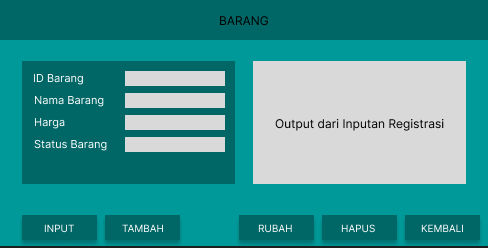 BARANG
ID Barang
Nama Barang
Harga
Status Barang
Output dari Inputan Registrasi
INPUT
TAMBAH
RUBAH
HAPUS
KEMBALI